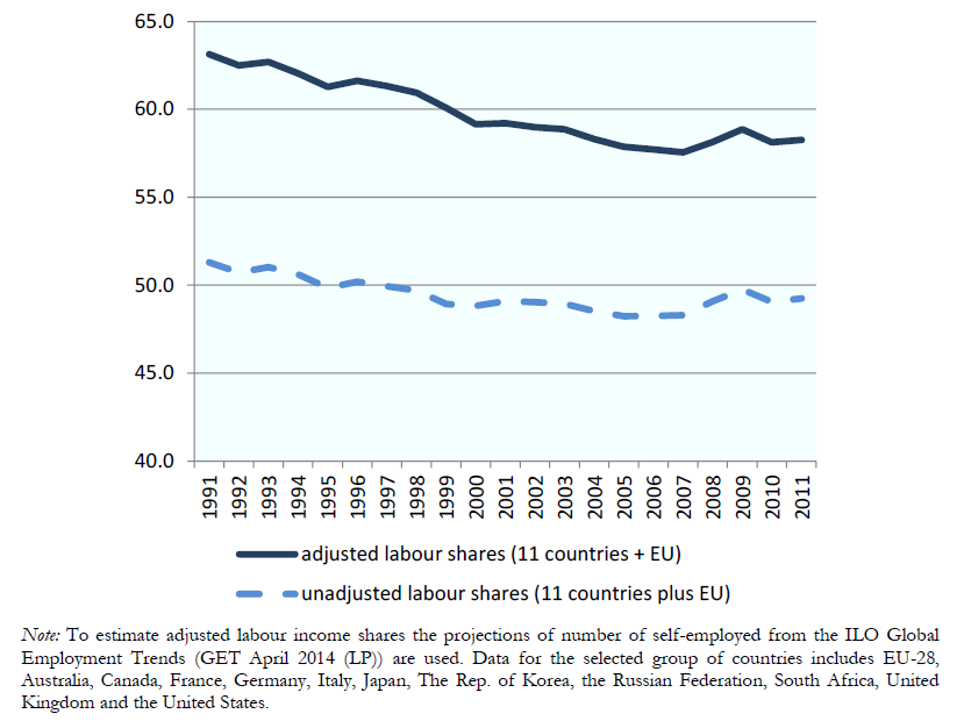 65.0
60.0
55.0
50.0
45.0
40.0
1991 1992 1993 1994 1995 1996 1997 1998 1999 2000 2001 2002 2003 2004 2005 2006 2007 2008 2009 2010 2011
adjusted labour shares (11 countries + EU)
unadjusted labour shares (11 countries plus EU)
Note: To estimate adjusted labour income shares the projections of number of self-employed from the ILO Global
Employment Trends (GET April 2014 (LP)) are used. Data for the selected group of countries includes EU-28,
Australia, Canada, France, Germany, Italy, Japan, The Rep. of Korea, the Russian Federation, South Africa, United
Kingdom and the United States.